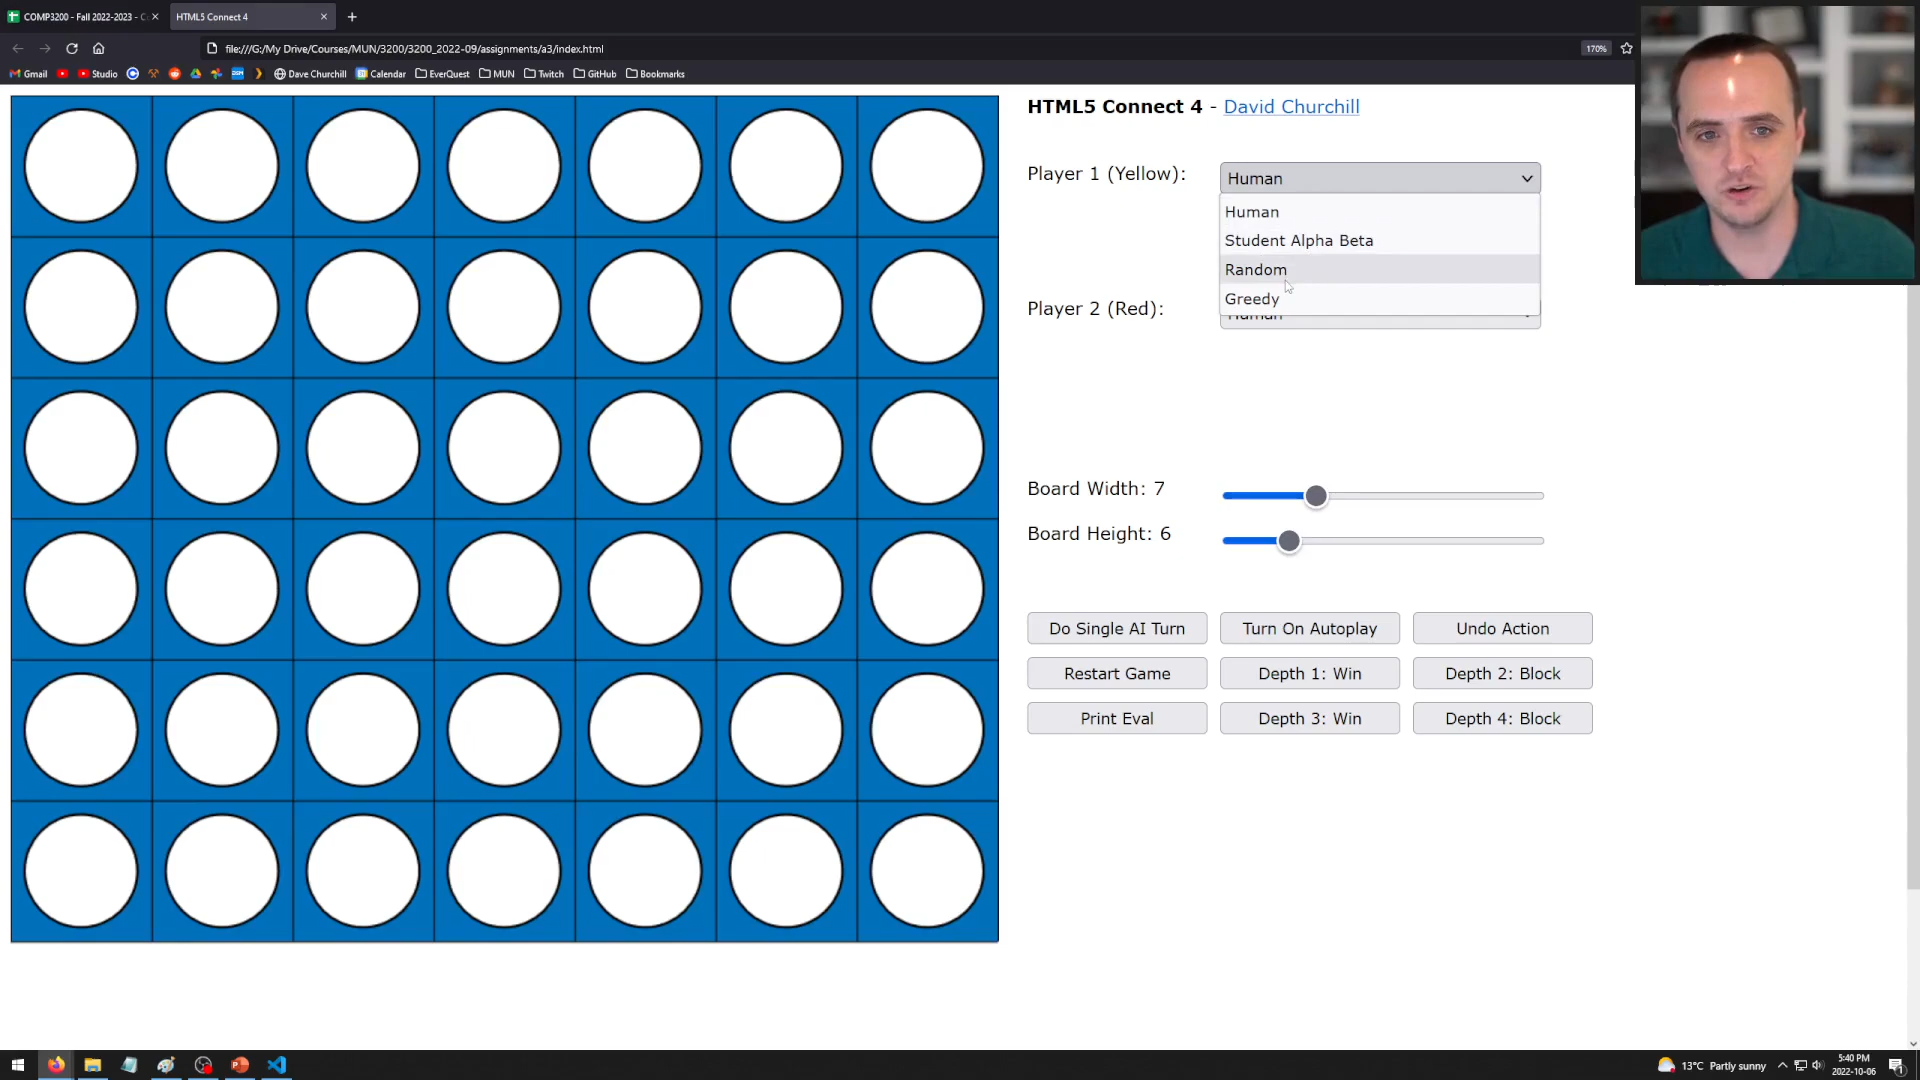 COMP3200 - Fall 2022-2023 - C
HTML5 Connect 4
file:///G:/My Drive/Courses/MUN/3200/3200_2022-09/assignments/a3/index.html
170%
Gmail
Studio
Dave Churchill
Calendar
EverQuest
MUN
Twitch
GitHub
Bookmarks
HTML5 Connect 4 - David Churchill
Player 1 (Yellow):
Human
Human
Student Alpha Beta
Random
Greedy
Player 2 (Red):
Human
Board Width: 7
Board Height: 6
Do Single AI Turn
Turn On Autoplay
Undo Action
Restart Game
Depth 1: Win
Depth 2: Block
Print Eval
Depth 3: Win
Depth 4: Block
13°C Partly sunny
5:40 PM
2022-10-06